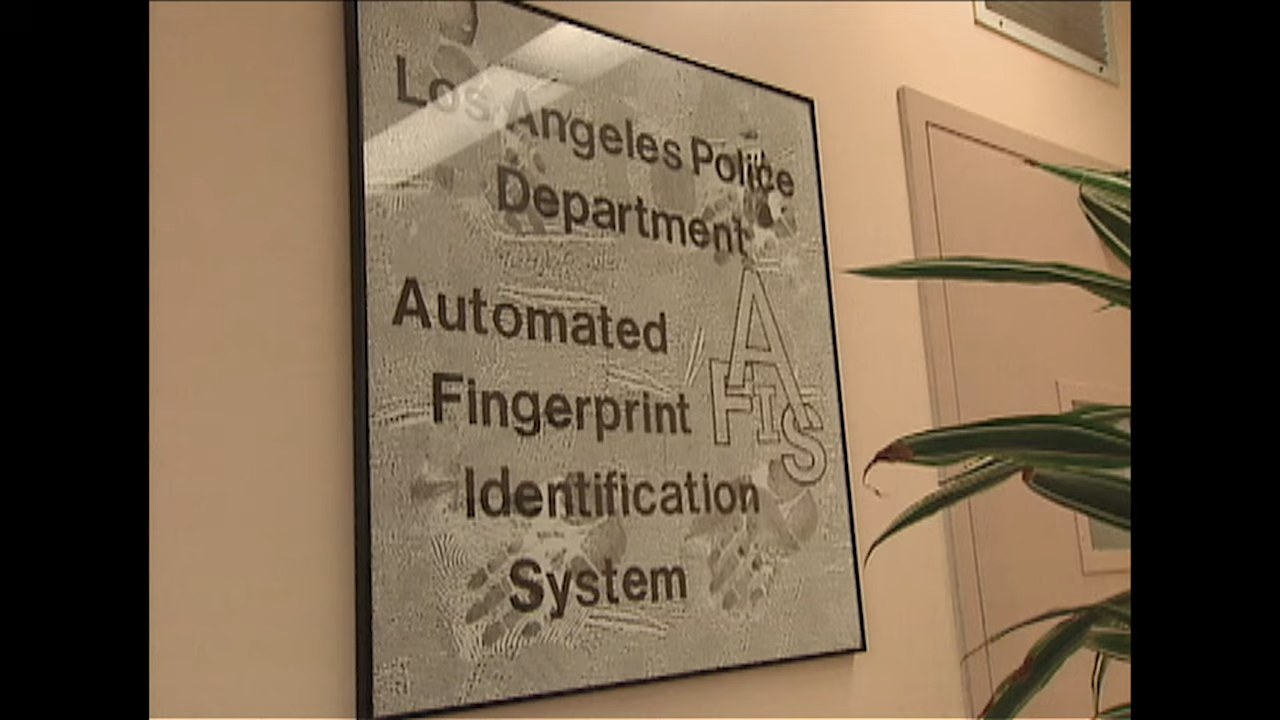 Los Angeles Police
Department
Automated
Fingerprint
Identification
System
AFIS